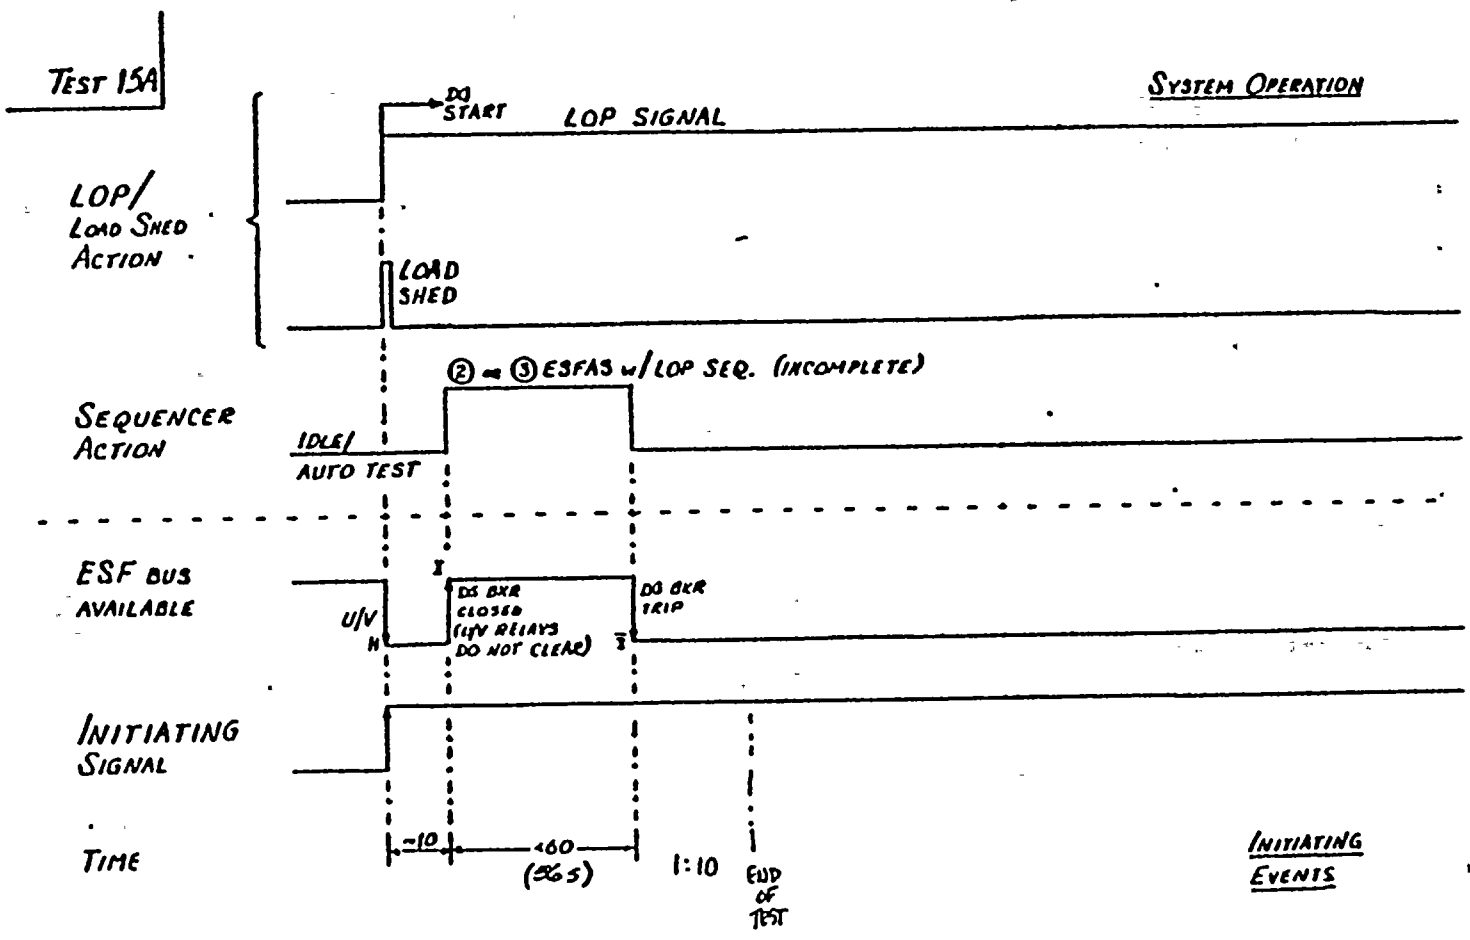 TEST 15A
SYSTEM OPERATION
DG
START
LOP SIGNAL
LOP/
LOAD SHED
ACTION
LOAD
SHED
② or ③ ESFAS w/ LOP SEQ. (INCOMPLETE)
SEQUENCER
ACTION
IDLE/
AUTO TEST
ESF BUS
AVAILABLE
I
U/V
H
DG BKR
CLOSED
(U/V RELAYS
DO NOT CLEAR)
DG BKR
TRIP
I
INITIATING
SIGNAL
TIME
~10
<60
(56 s)
1:10
END
OF
TEST
INITIATING
EVENTS